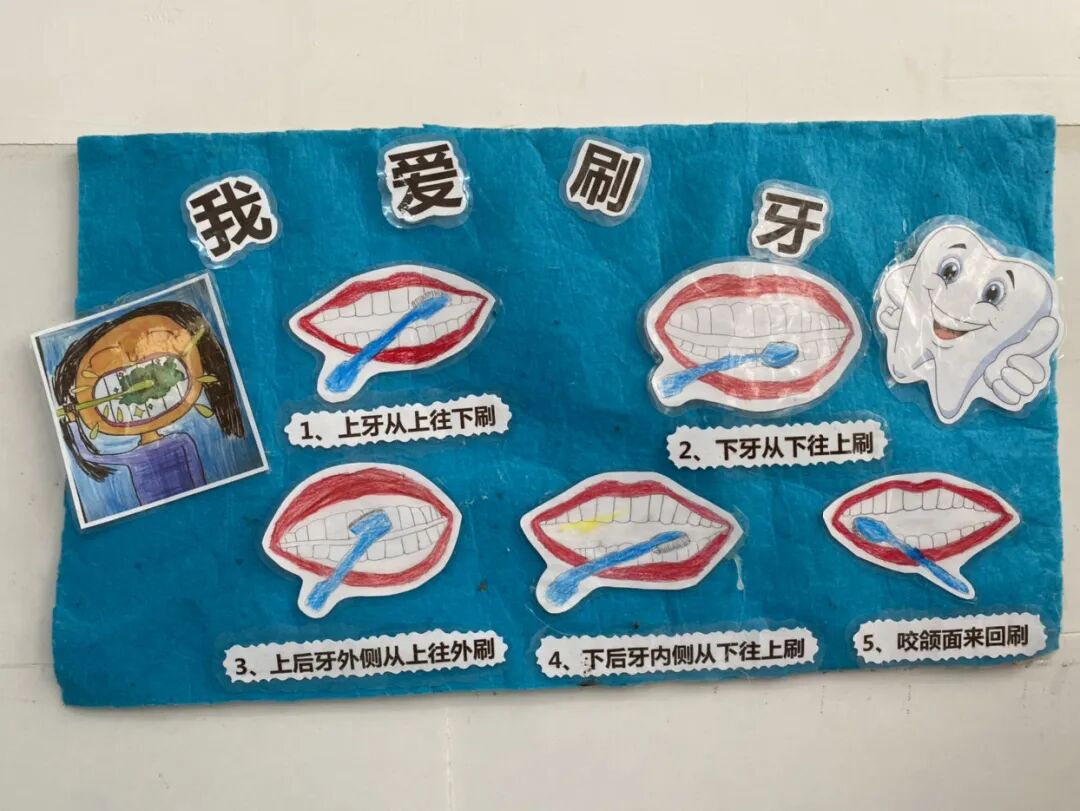 我爱刷牙
1、上牙从上往下刷
2、下牙从下往上刷
3、上后牙外侧从上往外刷
4、下后牙内侧从下往上刷
5、咬颌面来回刷